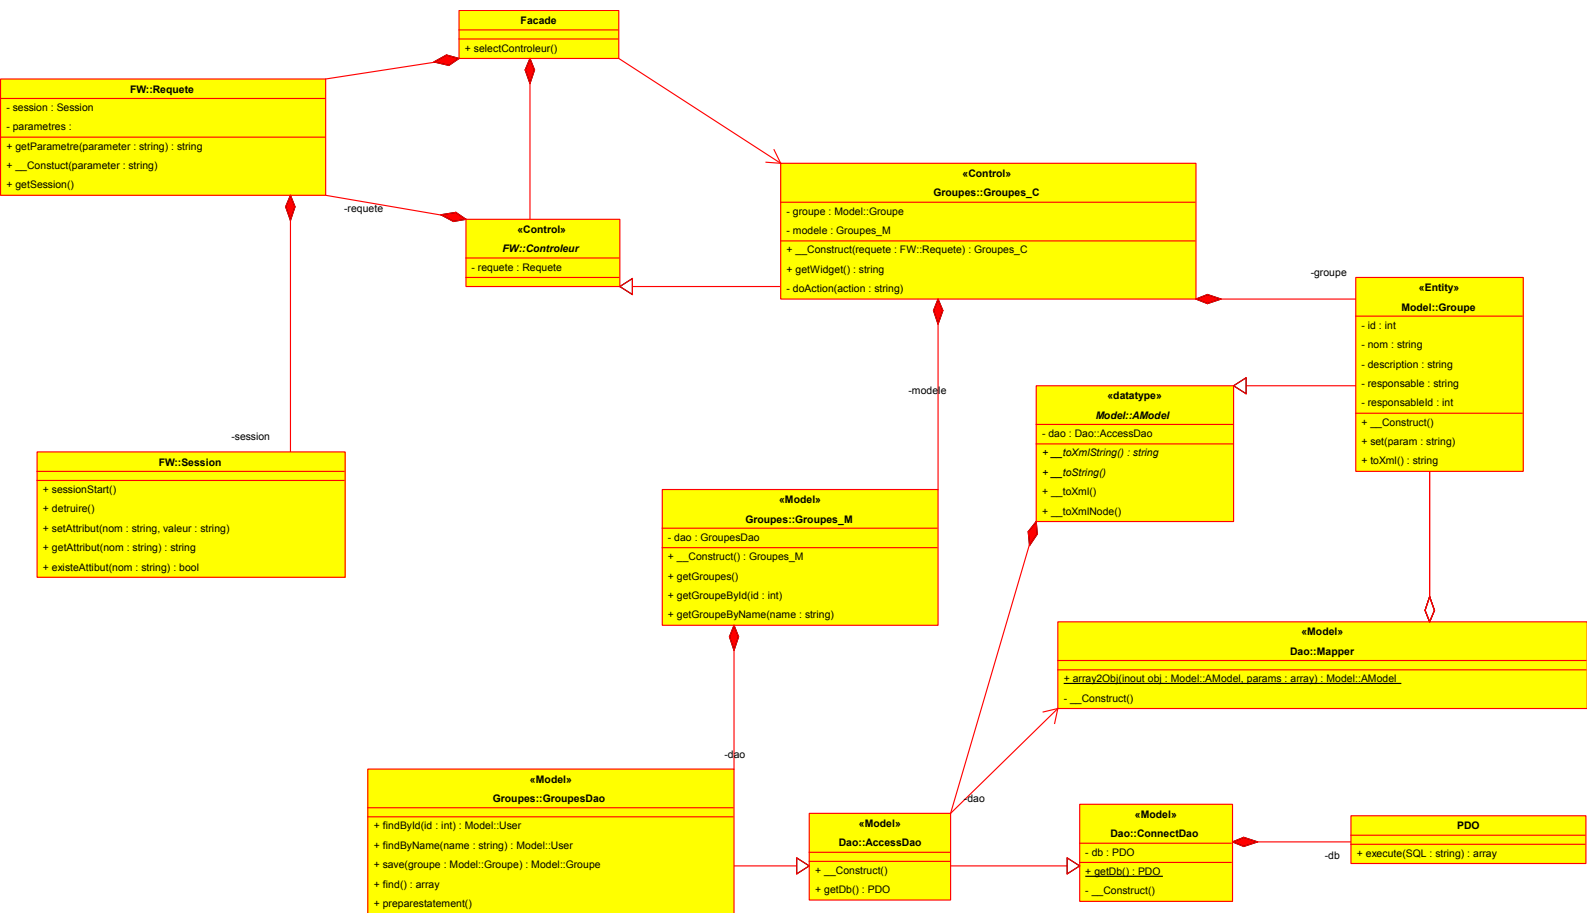 Facade
+ selectControleur()
FW::Requete
- session : Session
- parametres :
+ getParametre(parameter : string) : string
+ __Constuct(parameter : string)
+ getSession()
-requete
«Control»
FW::Controleur
- requete : Requete
«Control»
Groupes::Groupes_C
- groupe : Model::Groupe
- modele : Groupes_M
+ __Construct(requete : FW::Requete) : Groupes_C
+ getWidget() : string
- doAction(action : string)
-groupe
«Entity»
Model::Groupe
- id : int
- nom : string
- description : string
- responsable : string
- responsableId : int
+ __Construct()
+ set(param : string)
+ toXml() : string
-modele
«datatype»
Model::AModel
- dao : Dao::AccessDao
+ __toXmlString() : string
+ __toString()
+ __toXml()
+ __toXmlNode()
-session
FW::Session
+ sessionStart()
+ detruire()
+ setAttribut(nom : string, valeur : string)
+ getAttribut(nom : string) : string
+ existeAttibut(nom : string) : bool
«Model»
Groupes::Groupes_M
- dao : GroupesDao
+ __Construct() : Groupes_M
+ getGroupes()
+ getGroupeById(id : int)
+ getGroupeByName(name : string)
«Model»
Dao::Mapper
+ array2Obj(inout obj : Model::AModel, params : array) : Model::AModel
- __Construct()
-dao
«Model»
Groupes::GroupesDao
+ findById(id : int) : Model::User
+ findByName(name : string) : Model::User
+ save(groupe : Model::Groupe) : Model::Groupe
+ find() : array
+ preparestatement()
-dao
«Model»
Dao::AccessDao
+ __Construct()
+ getDb() : PDO
«Model»
Dao::ConnectDao
- db : PDO
+ getDb() : PDO
- __Construct()
-db
PDO
+ execute(SQL : string) : array